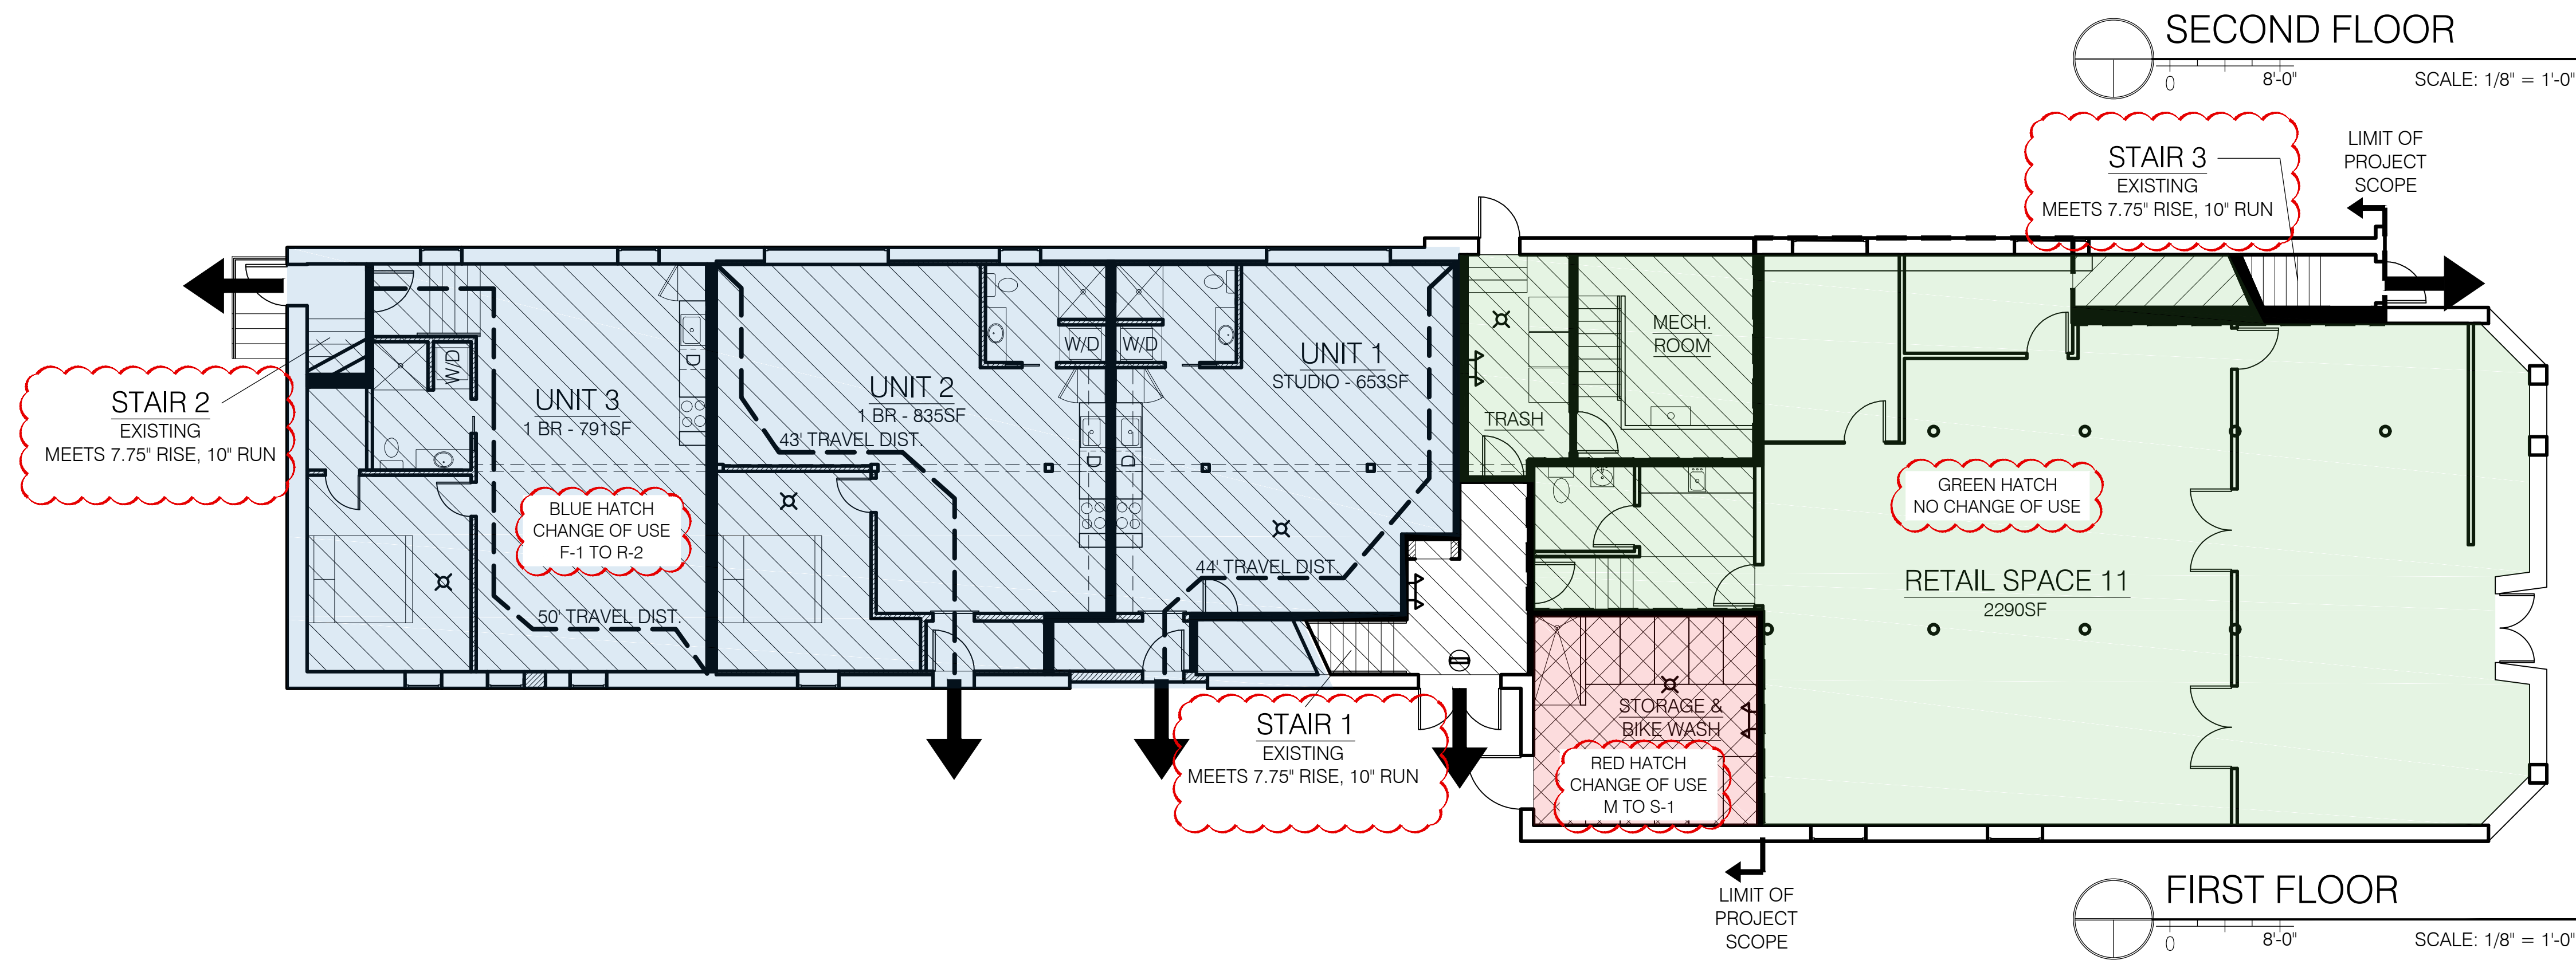 SECOND FLOOR
0
8'-0"
SCALE: 1/8" = 1'-0"
STAIR 3
EXISTING
MEETS 7.75" RISE, 10" RUN
LIMIT OF
PROJECT
SCOPE
STAIR 2
EXISTING
MEETS 7.75" RISE, 10" RUN
W/D
UNIT 3
1 BR - 791SF
D
BLUE HATCH
CHANGE OF USE
F-1 TO R-2
50' TRAVEL DIST.
UNIT 2
1 BR - 835SF
43' TRAVEL DIST.
W/D
D
W/D
D
UNIT 1
STUDIO - 653SF
44' TRAVEL DIST.
STAIR 1
EXISTING
MEETS 7.75" RISE, 10" RUN
TRASH
MECH.
ROOM
STORAGE &
BIKE WASH
RED HATCH
CHANGE OF USE
M TO S-1
GREEN HATCH
NO CHANGE OF USE
RETAIL SPACE 11
2290SF
LIMIT OF
PROJECT
SCOPE
FIRST FLOOR
0
8'-0"
SCALE: 1/8" = 1'-0"